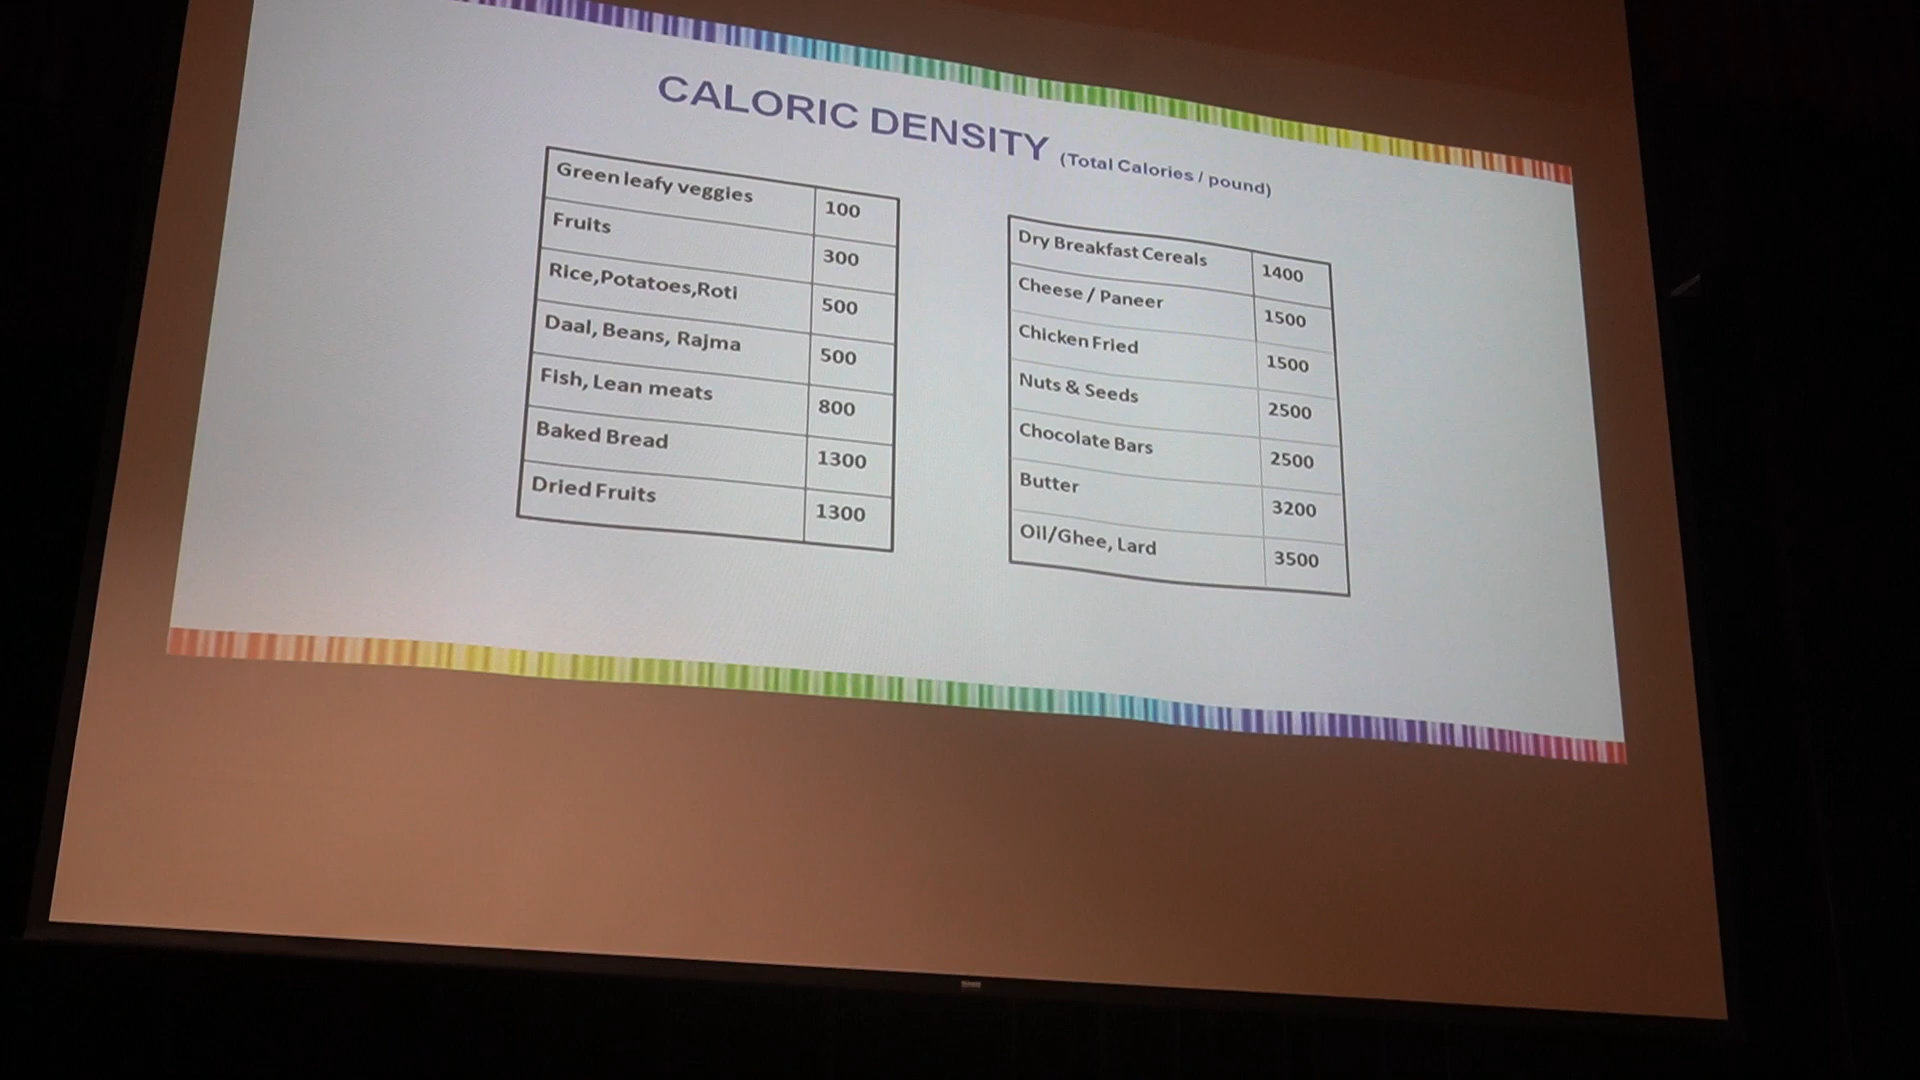 CALORIC DENSITY (Total Calories / pound)
Green leafy veggies 100
Fruits 300
Rice,Potatoes,Roti 500
Daal, Beans, Rajma 500
Fish, Lean meats 800
Baked Bread 1300
Dried Fruits 1300
Dry Breakfast Cereals 1400
Cheese / Paneer 1500
Chicken Fried 1500
Nuts & Seeds 2500
Chocolate Bars 2500
Butter 3200
Oil/Ghee, Lard 3500